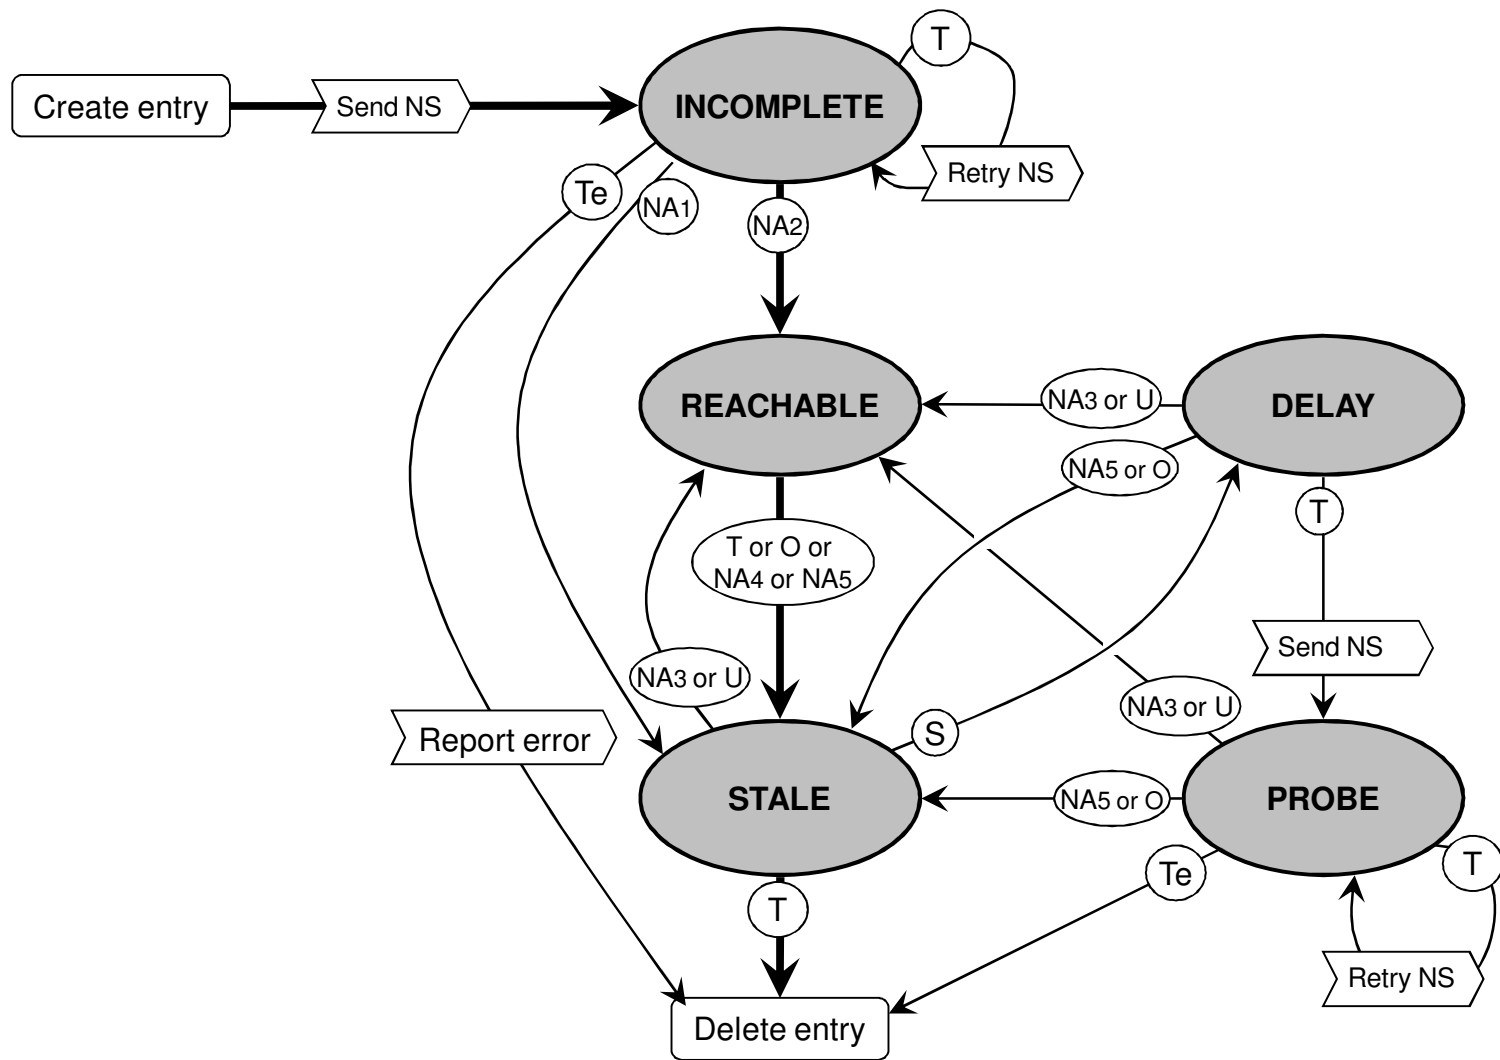 T
INCOMPLETE
Create entry
Send NS
Retry NS
Te
NA1
NA2
REACHABLE
NA3 or U
DELAY
NA5 or O
T
T or O or
NA4 or NA5
Send NS
NA3 or U
NA3 or U
S
Report error
STALE
NA5 or O
PROBE
Te
T
T
Retry NS
Delete entry